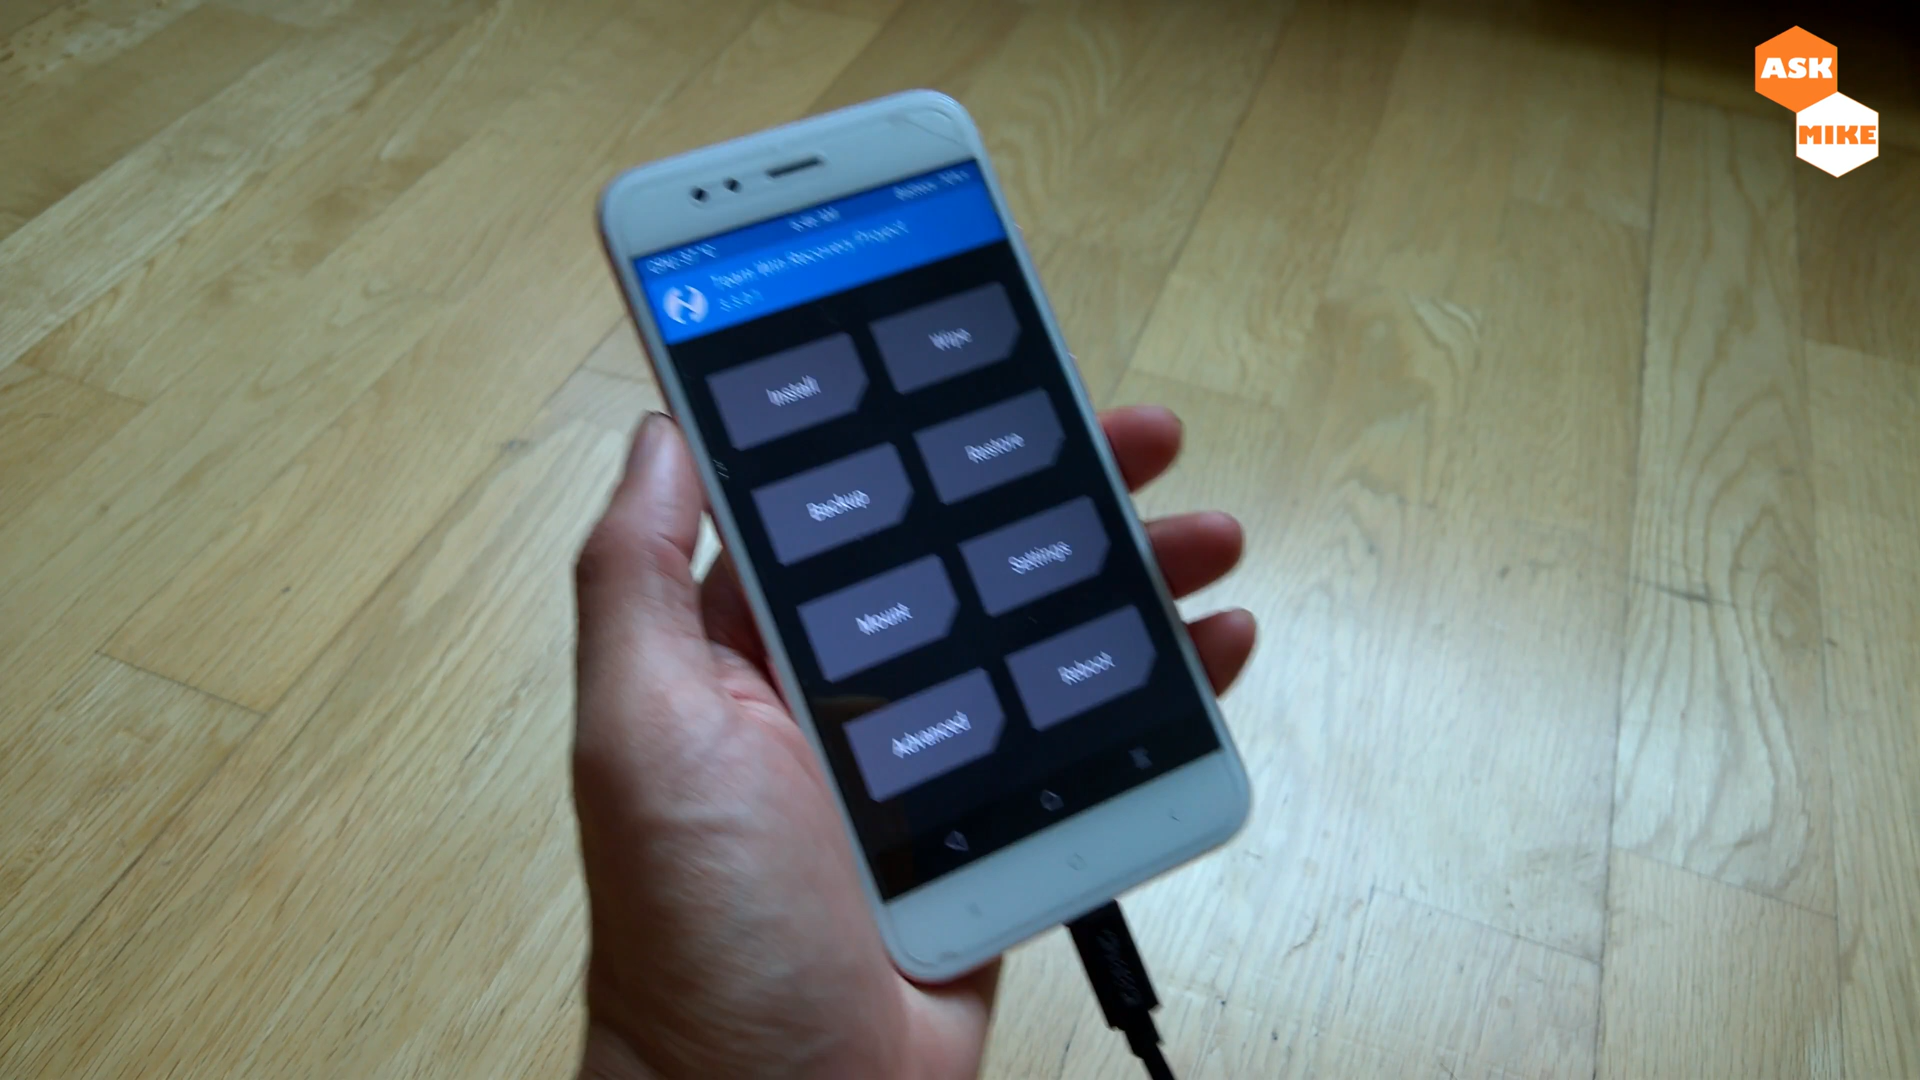 ASK
MIKE
Team Win Recovery Project
Install
Wipe
Backup
Restore
Mount
Settings
Advanced
Reboot